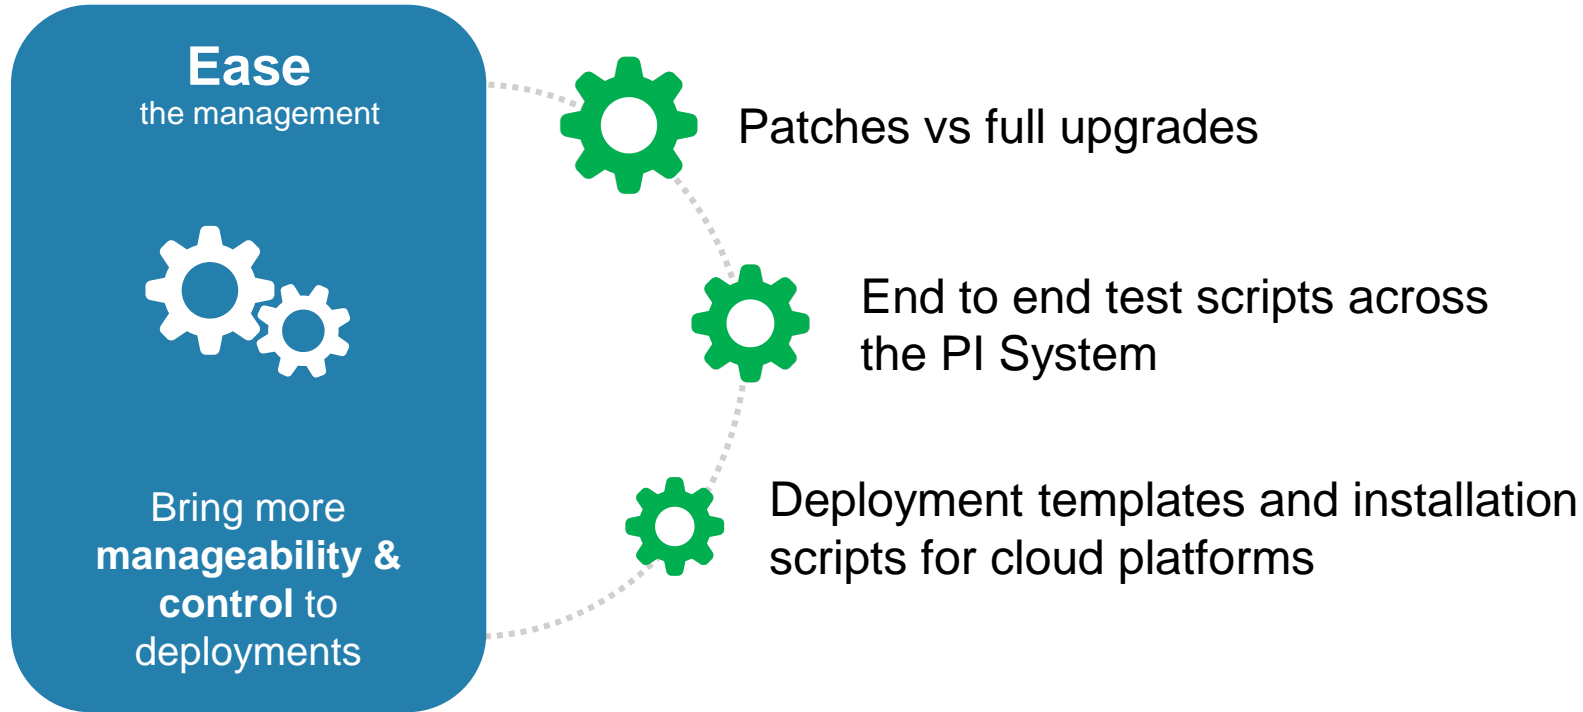 Ease
the management
Bring more
manageability &
control to
deployments
Patches vs full upgrades
End to end test scripts across
the PI System
Deployment templates and installation
scripts for cloud platforms